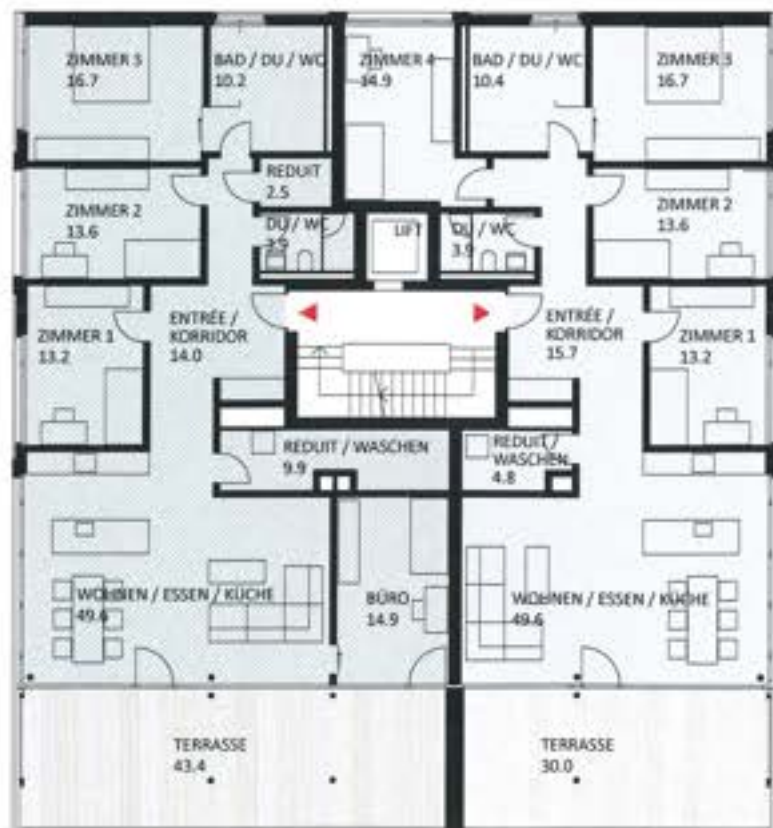 ZIMMER 3
16.7
BAD / DU / WC
10.2
ZIMMER 4
14.9
BAD / DU / WC
10.4
ZIMMER 3
16.7
REDUIT
2.5
ZIMMER 2
13.6
DU / WC
3.9
LIFT
DU / WC
3.9
ZIMMER 2
13.6
ZIMMER 1
13.2
ENTRÉE /
KORRIDOR
14.0
ENTRÉE /
KORRIDOR
15.7
ZIMMER 1
13.2
REDUIT / WASCHEN
9.9
REDUIT /
WASCHEN
4.8
WOHNEN / ESSEN / KÜCHE
49.6
BÜRO
14.9
WOHNEN / ESSEN / KÜCHE
49.6
TERRASSE
43.4
TERRASSE
30.0